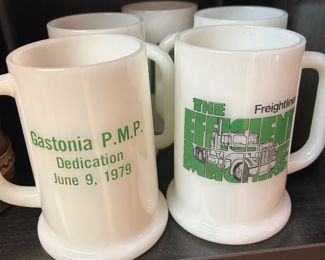 Gastonia P.M.P.
Dedication
June 9, 1979
Freightliner
THE
EFFICIENT
MACHINE